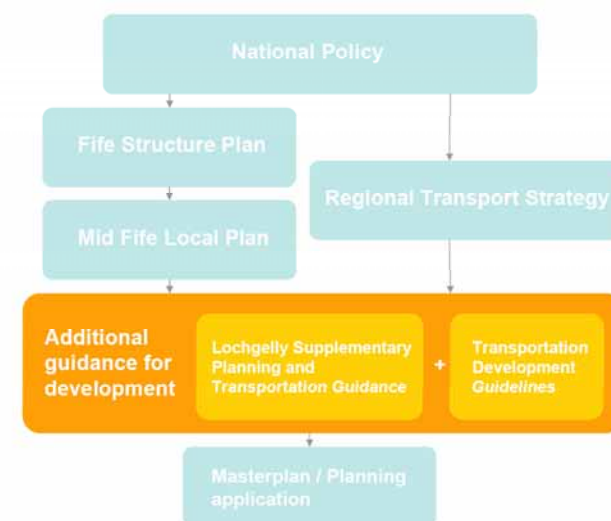 National Policy
Fife Structure Plan
Regional Transport Strategy
Mid Fife Local Plan
Additional
guidance for
development
Lochgelly Supplementary
Planning and
Transportation Guidance
+
Transportation
Development
Guidelines
Masterplan / Planning
application